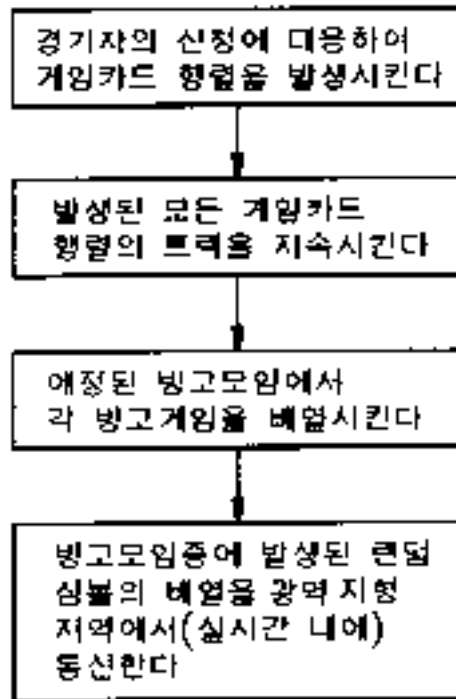 경기자의 신청에 대응하여
게임카드 행렬을 발생시킨다
발생된 모든 게임카드
행렬의 트랙을 지속시킨다
예정된 빙고모임에서
각 빙고게임을 배열시킨다
빙고모임중에 발생된 랜덤
심볼의 배열을 광역 지형
지역에서(실시간 내에)
통신한다